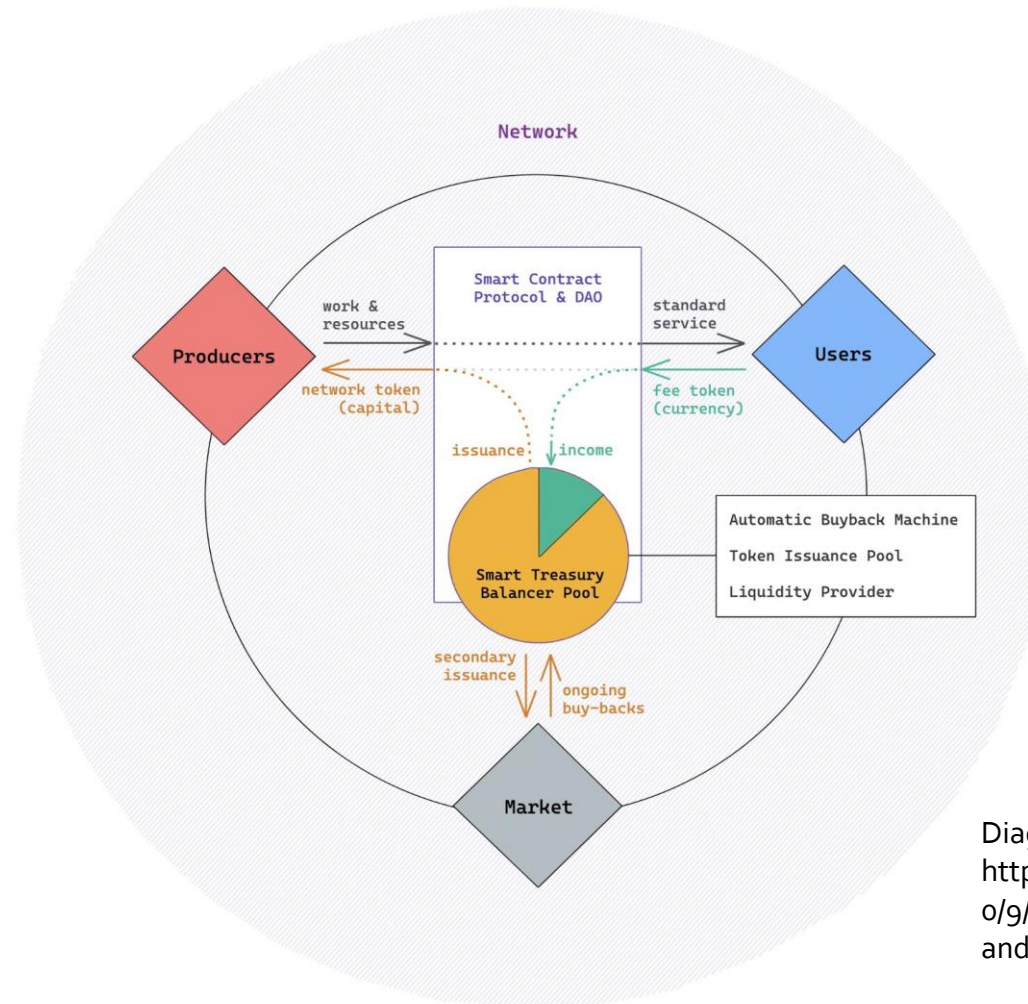 Network
Smart Contract
Protocol & DAO
work &
resources
standard
service
Producers
Users
network token
(capital)
fee token
(currency)
issuance
income
Automatic Buyback Machine
Token Issuance Pool
Liquidity Provider
Smart Treasury
Balancer Pool
secondary
issuance
ongoing
buy-backs
Market
Diag
http
o/9/
and